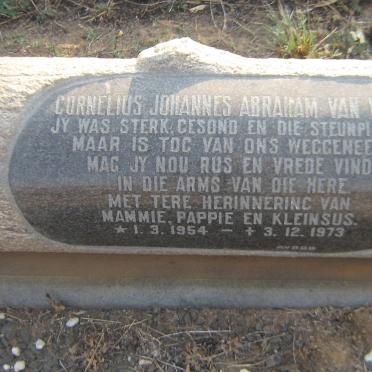 CORNELIUS JOHANNES ABRAHAM VAN
JY WAS STERK, GESOND EN DIE STEUNPI
MAAR IS TOG VAN ONS WEGGENEE
MAG JY NOU RUS EN VREDE VIND
IN DIE ARMS VAN DIE HERE
MET TERE HERINNERING VAN
MAMMIE, PAPPIE EN KLEINSUS.
★ 1. 3. 1954 — + 3. 12. 1973